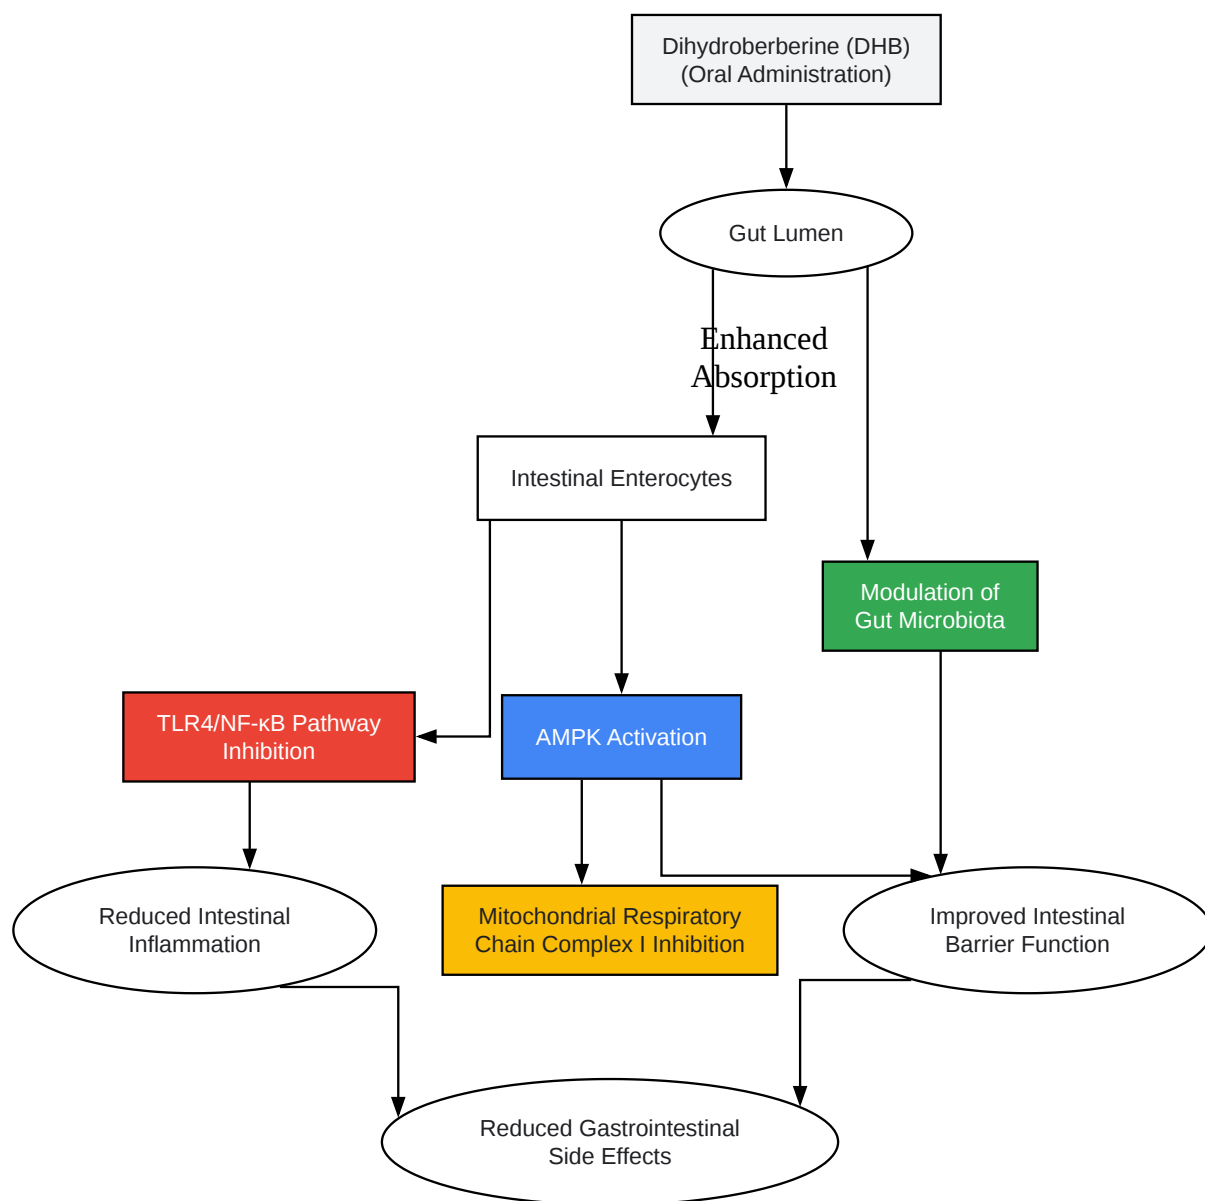 Dihydroberberine (DHB)
(Oral Administration)
Gut Lumen
Enhanced
Absorption
Intestinal Enterocytes
Modulation of
Gut Microbiota
TLR4/NF-κB Pathway
Inhibition
AMPK Activation
Reduced Intestinal
Inflammation
Mitochondrial Respiratory
Chain Complex I Inhibition
Improved Intestinal
Barrier Function
Reduced Gastrointestinal
Side Effects